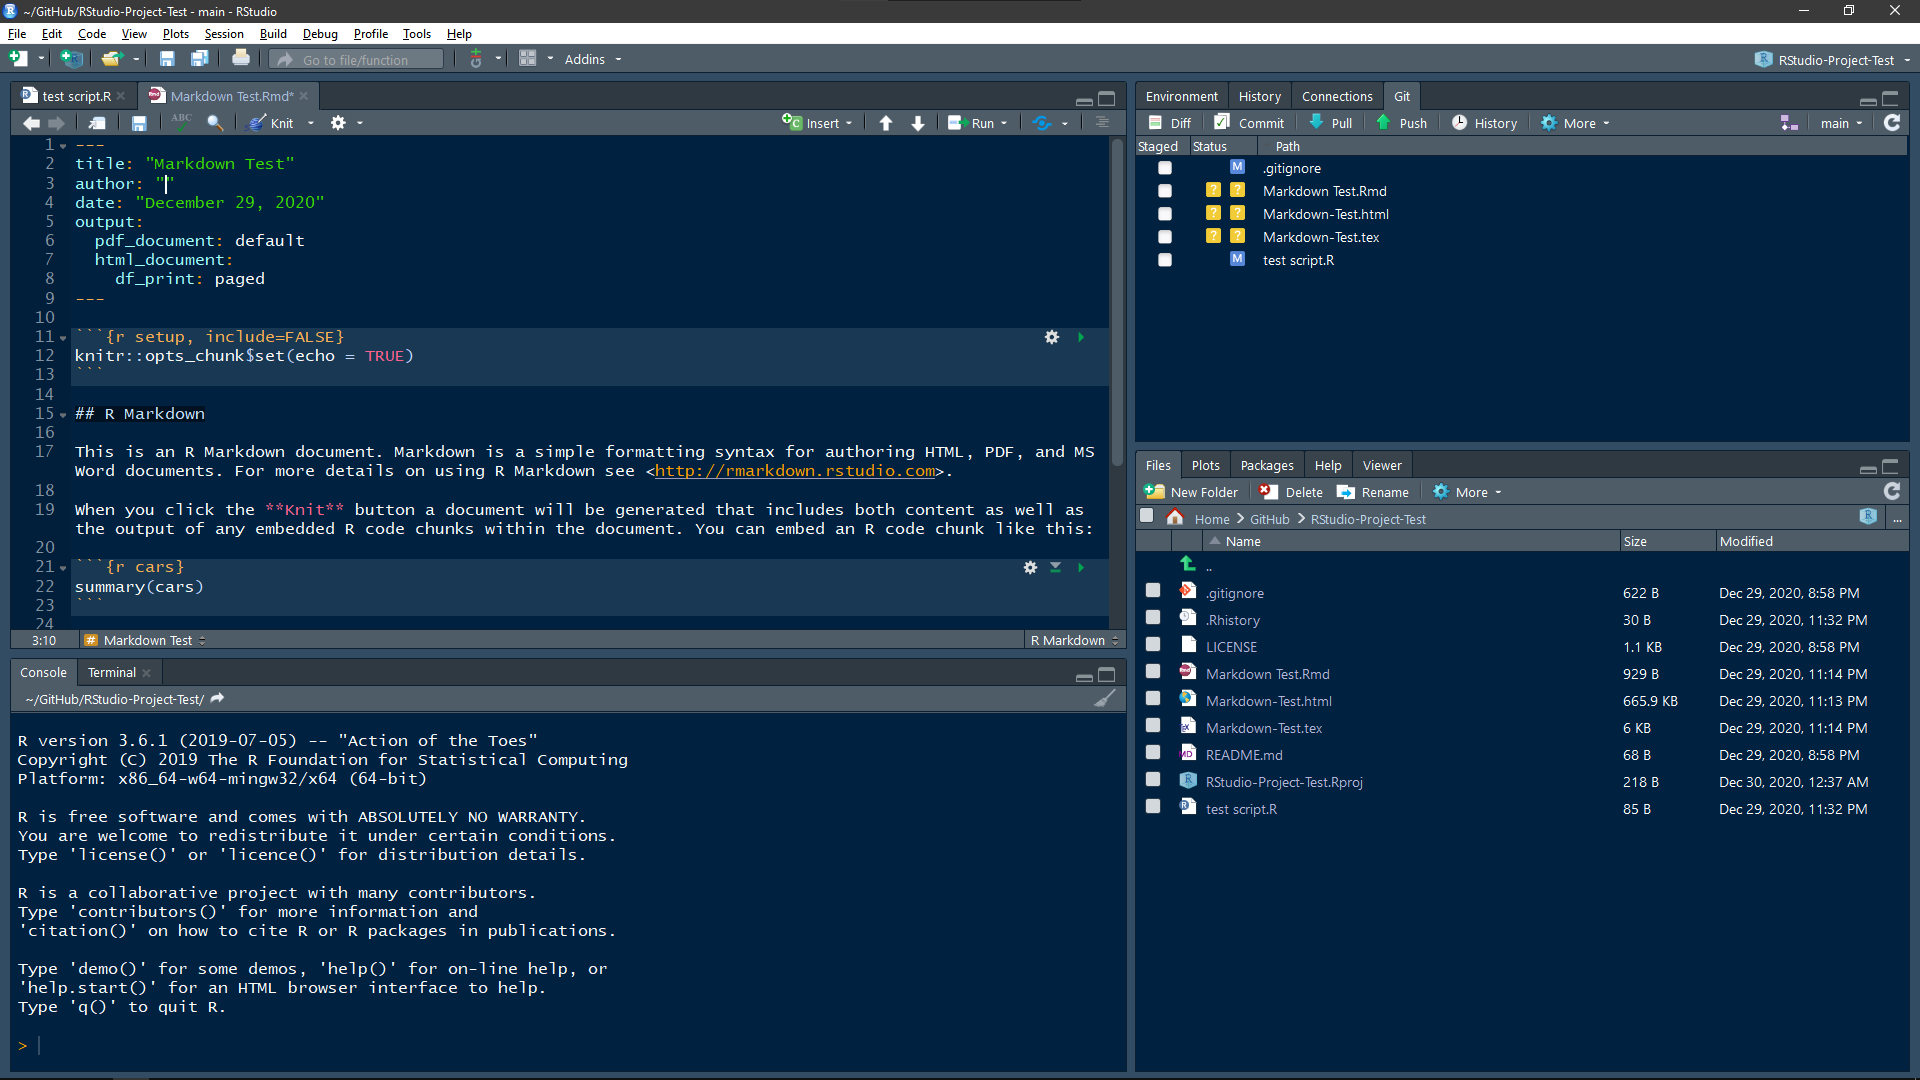 ~/GitHub/RStudio-Project-Test - main - RStudio
File Edit Code View Plots Session Build Debug Profile Tools Help
Go to file/function Addins RStudio-Project-Test
test script.R Markdown Test.Rmd*
ABC Knit Insert Run
1 ---
2 title: "Markdown Test"
3 author: ""
4 date: "December 29, 2020"
5 output:
6 pdf_document: default
7 html_document:
8 df_print: paged
9 ---
10
11 ```{r setup, include=FALSE}
12 knitr::opts_chunk$set(echo = TRUE)
13 ```
14
15 ## R Markdown
16
17 This is an R Markdown document. Markdown is a simple formatting syntax for authoring HTML, PDF, and MS
Word documents. For more details on using R Markdown see <http://rmarkdown.rstudio.com>.
18
19 When you click the **Knit** button a document will be generated that includes both content as well as
the output of any embedded R code chunks within the document. You can embed an R code chunk like this:
20
21 ```{r cars}
22 summary(cars)
23 ```
24
3:10 # Markdown Test R Markdown
Console Terminal
~/GitHub/RStudio-Project-Test/
R version 3.6.1 (2019-07-05) -- "Action of the Toes"
Copyright (C) 2019 The R Foundation for Statistical Computing
Platform: x86_64-w64-mingw32/x64 (64-bit)
R is free software and comes with ABSOLUTELY NO WARRANTY.
You are welcome to redistribute it under certain conditions.
Type 'license()' or 'licence()' for distribution details.
R is a collaborative project with many contributors.
Type 'contributors()' for more information and
'citation()' on how to cite R or R packages in publications.
Type 'demo()' for some demos, 'help()' for on-line help, or
'help.start()' for an HTML browser interface to help.
Type 'q()' to quit R.
>
Environment History Connections Git
Diff Commit Pull Push History More main
Staged Status Path
M .gitignore
? ? Markdown Test.Rmd
? ? Markdown-Test.html
? ? Markdown-Test.tex
M test script.R
Files Plots Packages Help Viewer
New Folder Delete Rename More
Home GitHub RStudio-Project-Test ...
Name Size Modified
..
.gitignore 622 B Dec 29, 2020, 8:58 PM
.Rhistory 30 B Dec 29, 2020, 11:32 PM
LICENSE 1.1 KB Dec 29, 2020, 8:58 PM
Markdown Test.Rmd 929 B Dec 29, 2020, 11:14 PM
Markdown-Test.html 665.9 KB Dec 29, 2020, 11:13 PM
Markdown-Test.tex 6 KB Dec 29, 2020, 11:14 PM
README.md 68 B Dec 29, 2020, 8:58 PM
RStudio-Project-Test.Rproj 218 B Dec 30, 2020, 12:37 AM
test script.R 85 B Dec 29, 2020, 11:32 PM